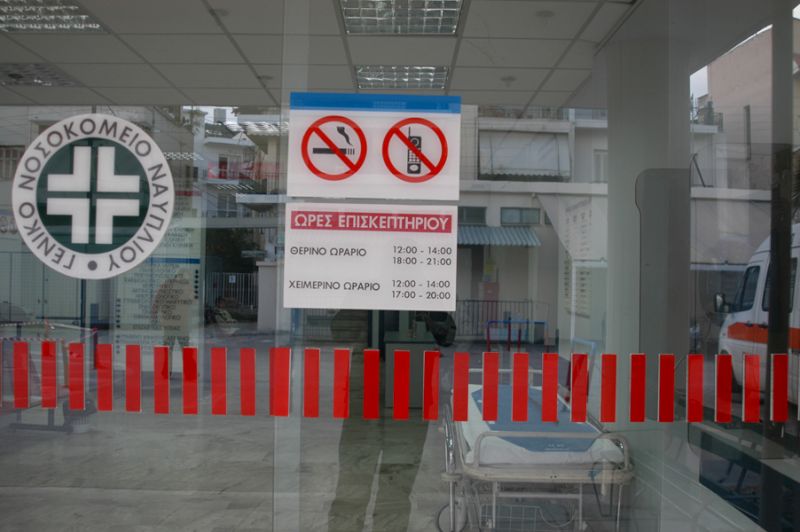 ΓΕΝΙΚΟ ΝΟΣΟΚΟΜΕΙΟ ΝΑΥΠΛΙΟΥ
ΩΡΕΣ ΕΠΙΣΚΕΠΤΗΡΙΟΥ
ΘΕΡΙΝΟ ΩΡΑΡΙΟ 12:00 - 14:00
18:00 - 21:00
ΧΕΙΜΕΡΙΝΟ ΩΡΑΡΙΟ 12:00 - 14:00
17:00 - 20:00